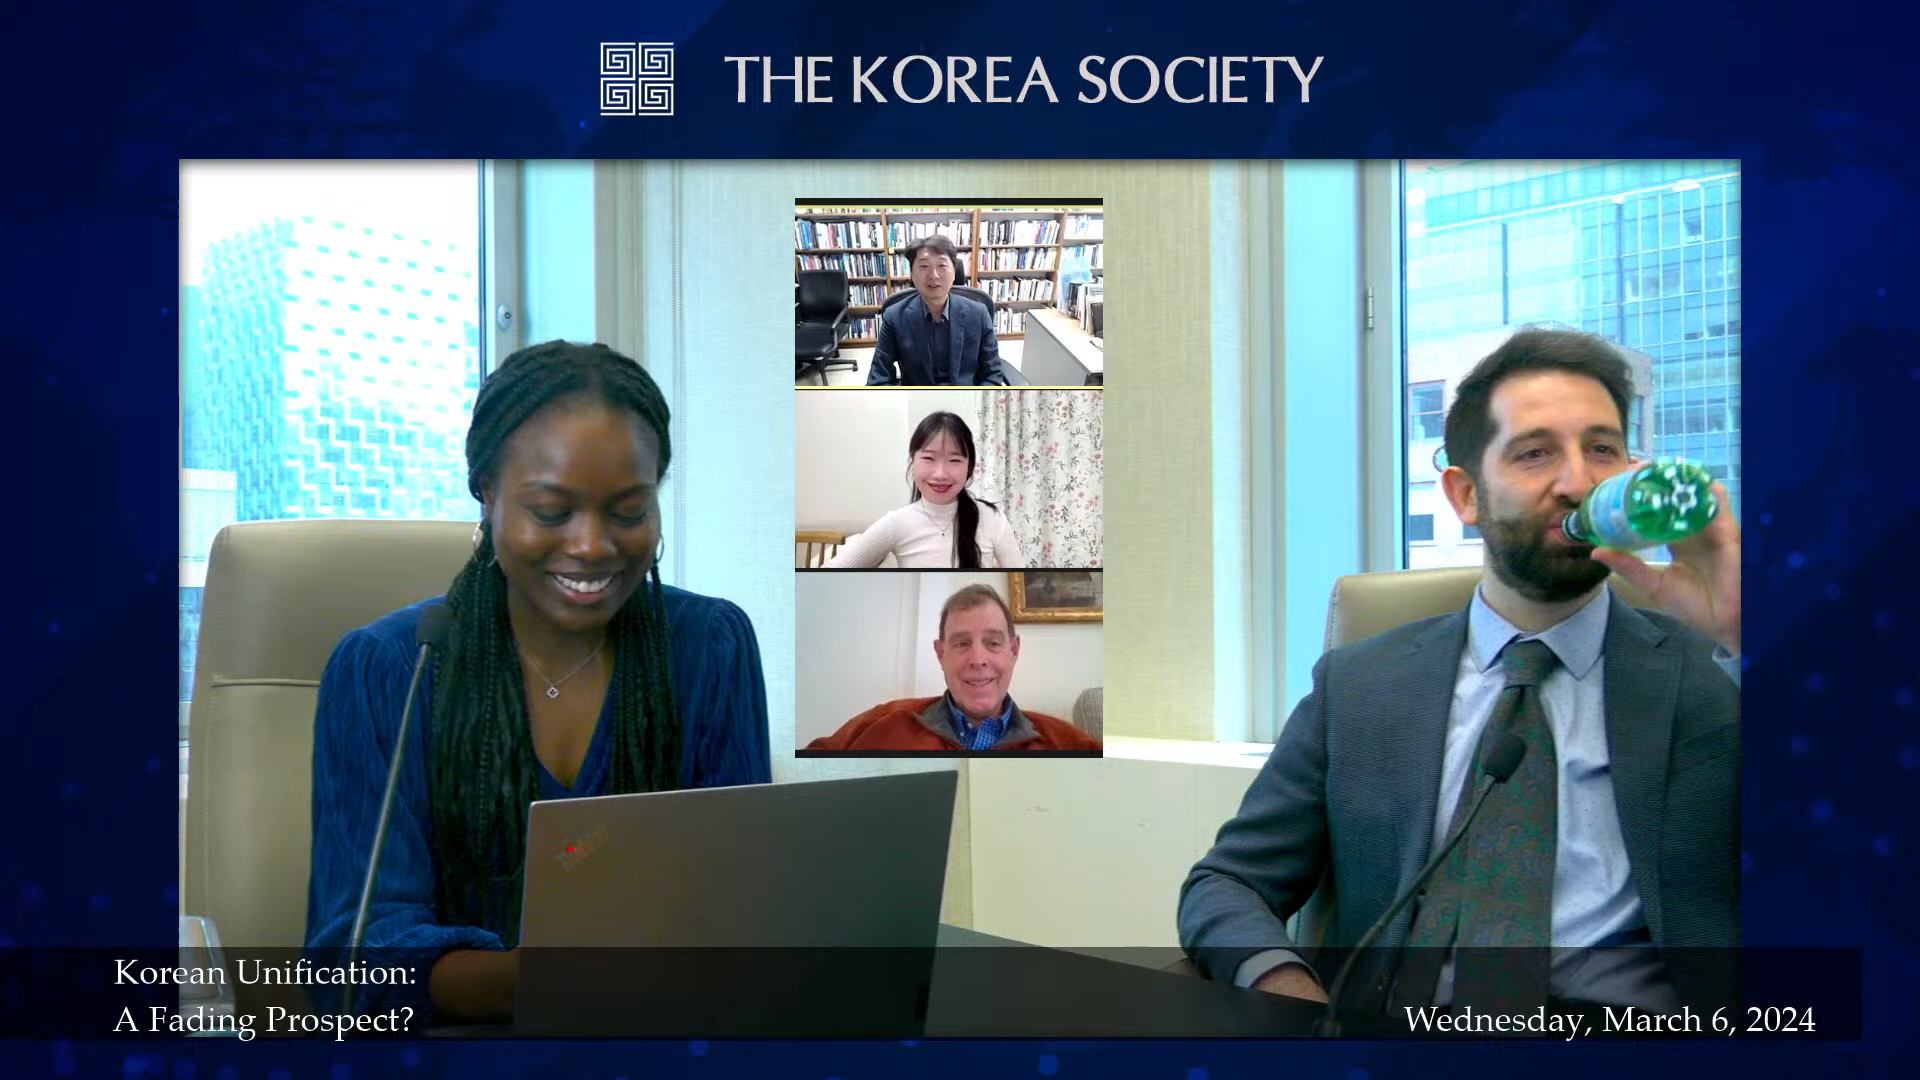 THE KOREA SOCIETY
Korean Unification:
A Fading Prospect?
Wednesday, March 6, 2024